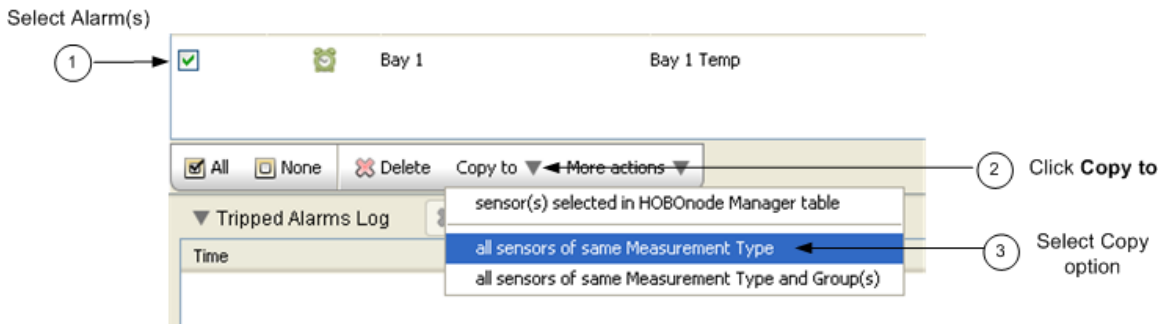 Select Alarm(s)
1
Bay 1 Bay 1 Temp
All None Delete Copy to More actions
2 Click Copy to
sensor(s) selected in HOBOnode Manager table
Tripped Alarms Log
all sensors of same Measurement Type
3 Select Copy
option
Time
all sensors of same Measurement Type and Group(s)